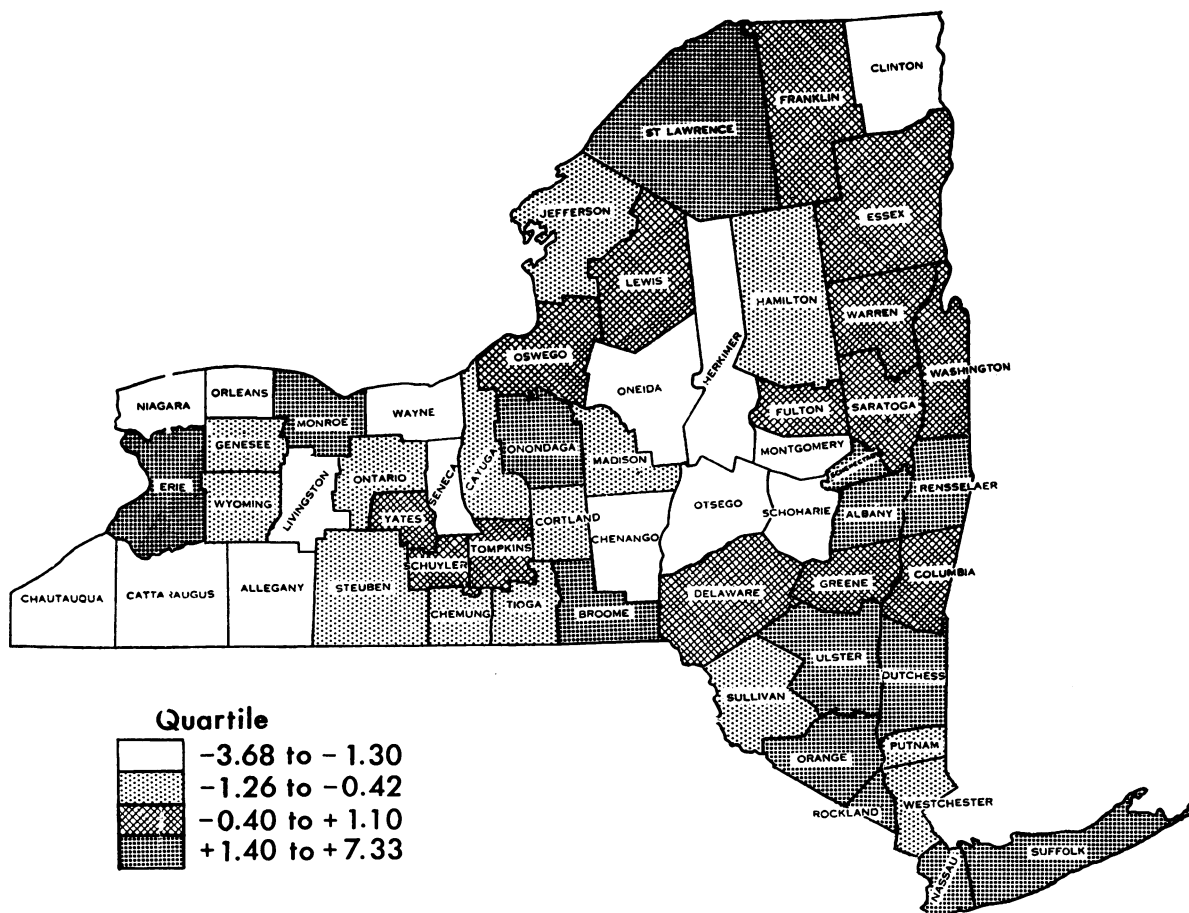 CLINTON
FRANKLIN
ST LAWRENCE
JEFFERSON
ESSEX
LEWIS
HAMILTON
WARREN
HERKIMER
OSWEGO
WASHINGTON
ONEIDA
FULTON
SARATOGA
NIAGARA
ORLEANS
MONROE
WAYNE
GENESEE
ONONDAGA
MADISON
MONTGOMERY
CAYUGA
SENECA
ONTARIO
ERIE
WYOMING
LIVINGSTON
YATES
SCHENECTADY
RENSSELAER
OTSEGO
SCHOHARIE
ALBANY
CORTLAND
CHENANGO
TOMPKINS
CHUYLER
GREENE
COLUMBIA
CHAUTAUQUA
CATTARAUGUS
ALLEGANY
STEUBEN
CHEMUNG
TIOGA
BROOME
DELAWARE
ULSTER
DUTCHESS
SULLIVAN
PUTNAM
ORANGE
ROCKLAND
WESTCHESTER
NASSAU
SUFFOLK
Quartile
-3.68 to -1.30
-1.26 to -0.42
-0.40 to +1.10
+1.40 to +7.33